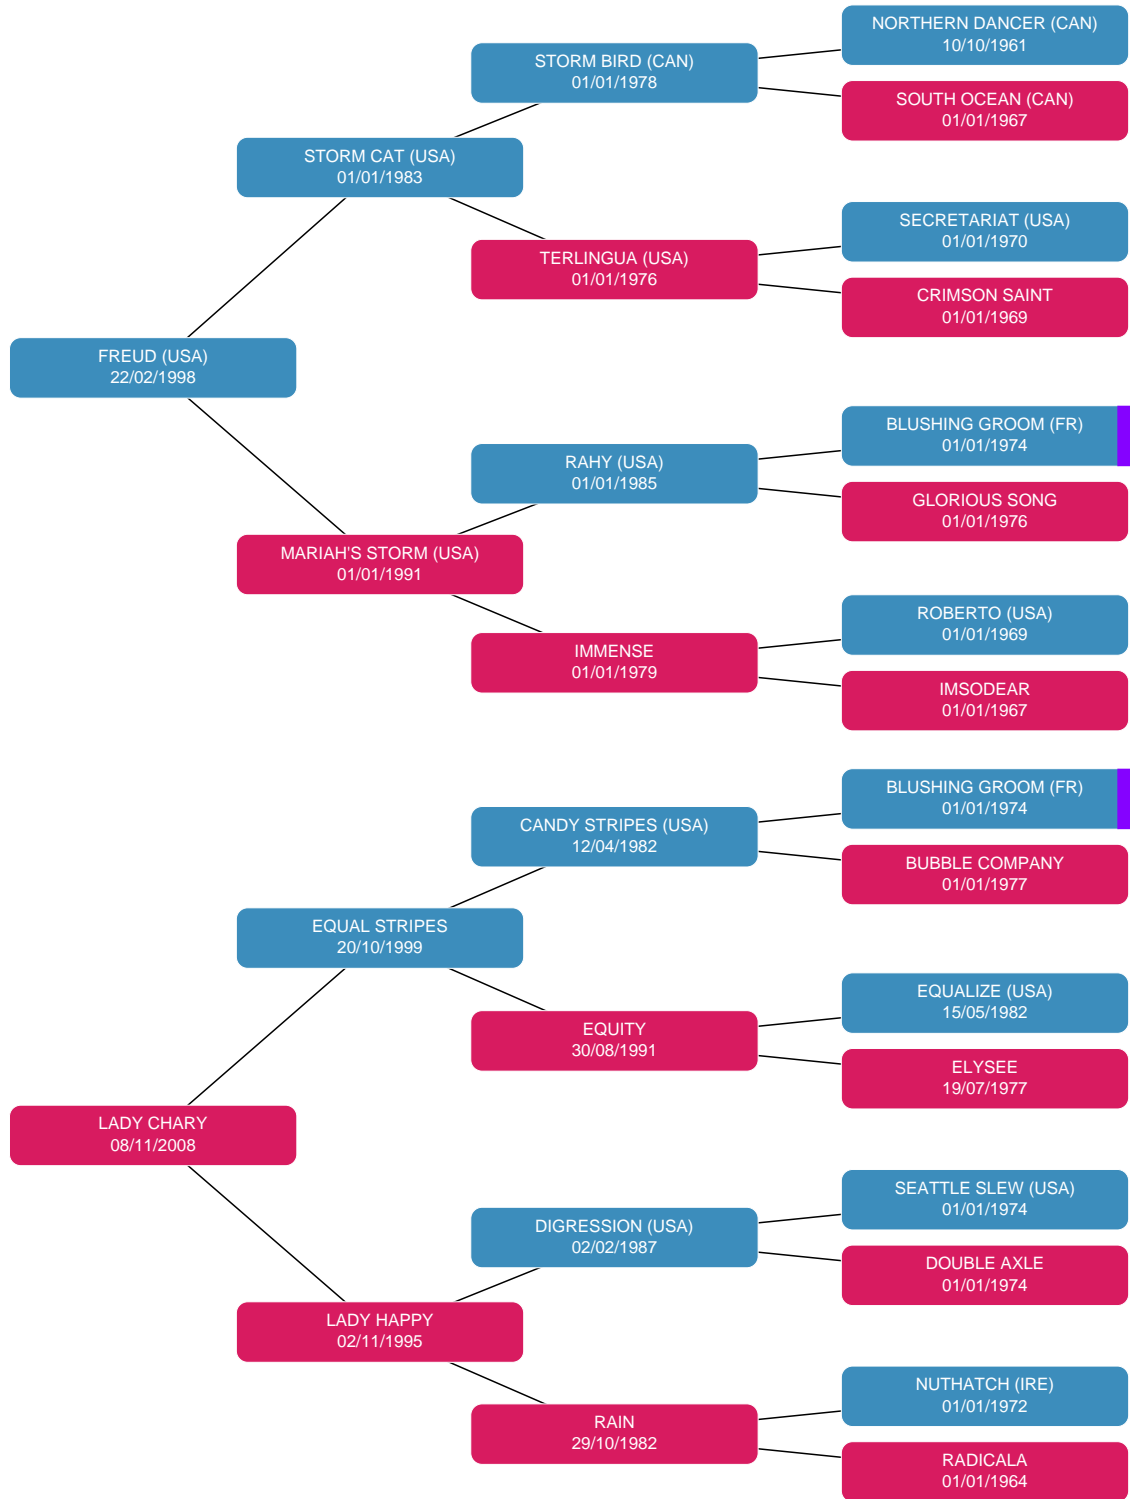 NORTHERN DANCER (CAN)
10/10/1961
STORM BIRD (CAN)
01/01/1978
SOUTH OCEAN (CAN)
01/01/1967
STORM CAT (USA)
01/01/1983
SECRETARIAT (USA)
01/01/1970
TERLINGUA (USA)
01/01/1976
CRIMSON SAINT
01/01/1969
FREUD (USA)
22/02/1998
BLUSHING GROOM (FR)
01/01/1974
RAHY (USA)
01/01/1985
GLORIOUS SONG
01/01/1976
MARIAH'S STORM (USA)
01/01/1991
ROBERTO (USA)
01/01/1969
IMMENSE
01/01/1979
IMSODEAR
01/01/1967
BLUSHING GROOM (FR)
01/01/1974
CANDY STRIPES (USA)
12/04/1982
BUBBLE COMPANY
01/01/1977
EQUAL STRIPES
20/10/1999
EQUALIZE (USA)
15/05/1982
EQUITY
30/08/1991
ELYSEE
19/07/1977
LADY CHARY
08/11/2008
SEATTLE SLEW (USA)
01/01/1974
DIGRESSION (USA)
02/02/1987
DOUBLE AXLE
01/01/1974
LADY HAPPY
02/11/1995
NUTHATCH (IRE)
01/01/1972
RAIN
29/10/1982
RADICALA
01/01/1964